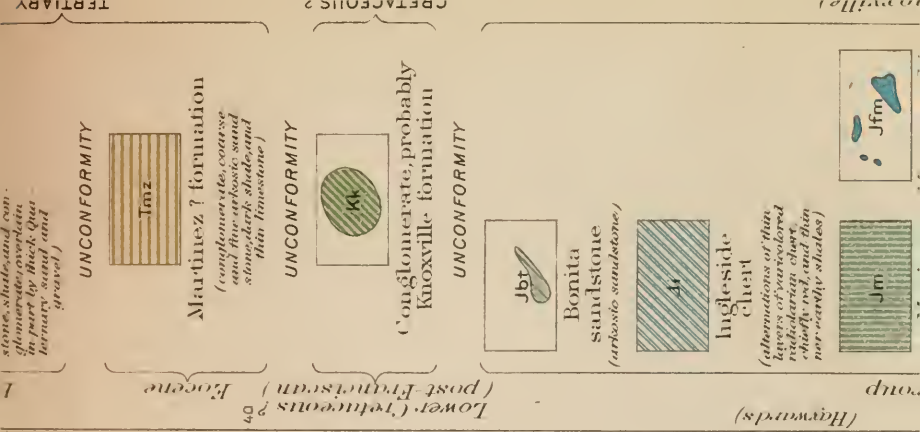 TERTIARY
stone, shale, and con-
glomerate, overlain
in part by thick Qua-
ternary sand and
gravel)
UNCONFORMITY
Tmz
Martinez ? formation
(conglomerate, coarse
and fine arkosic sand
stone, dark shale, and
thin limestone)
Eocene
UNCONFORMITY
CRETACEOUS ?
Kk
Conglomerate, probably
Knoxville formation
Lower Cretaceous ?
(post-Franciscan)
40
UNCONFORMITY
Jbt
Bonita
sandstone
(arkosic sandstone)
Ji
Ingleside
chert
(alternations of thin
layers of varicolored
radiolarian chert,
chiefly red, and thin
ner earthy shales)
Jm
Jfm
(Haywards)